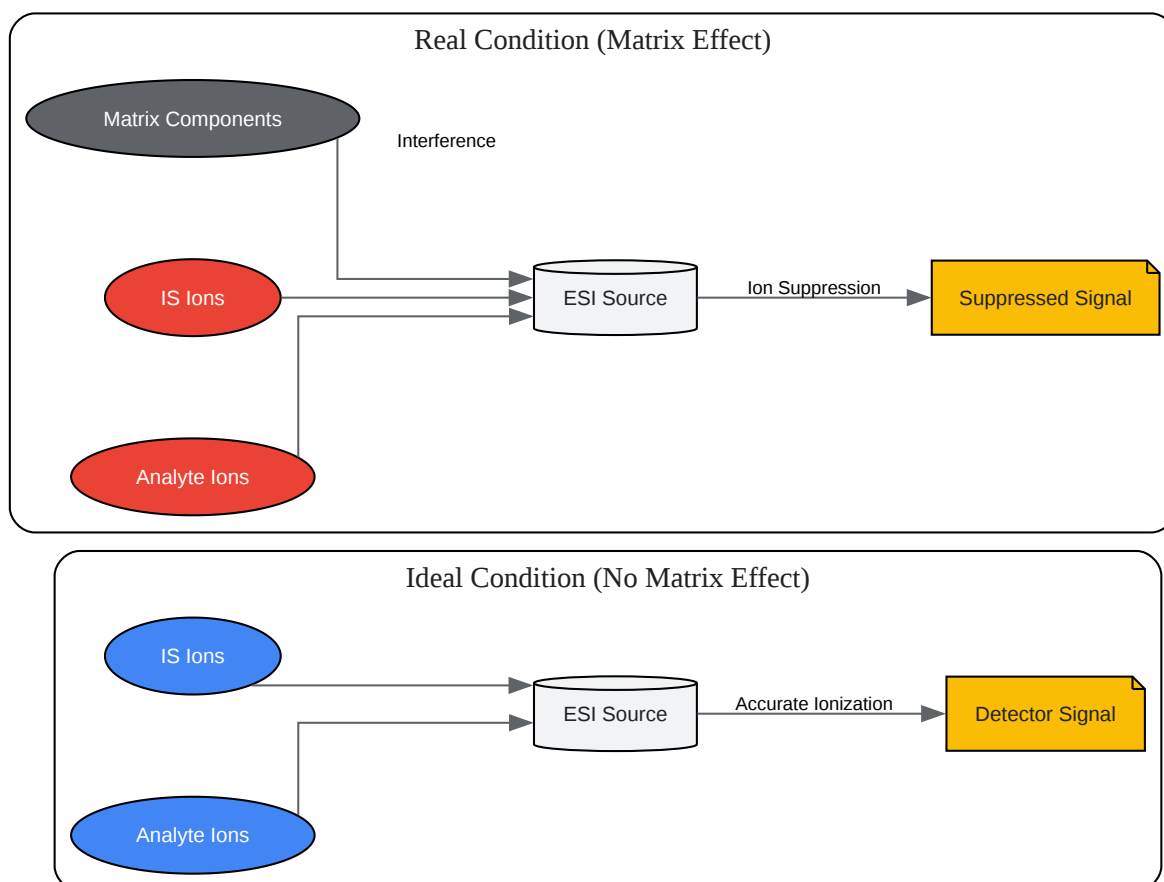 Real Condition (Matrix Effect)
Matrix Components
Interference
IS Ions
ESI Source
Ion Suppression
Suppressed Signal
Analyte Ions
Ideal Condition (No Matrix Effect)
IS Ions
ESI Source
Accurate Ionization
Detector Signal
Analyte Ions